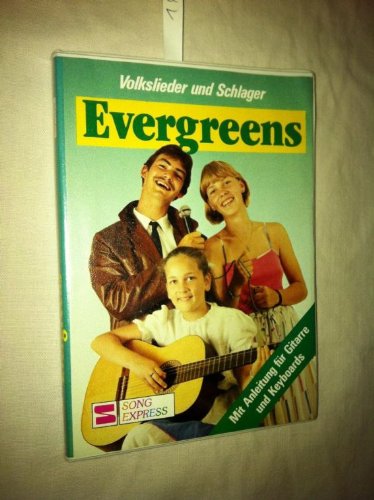 Volkslieder und Schlager
Evergreens
Mit Anleitung für Gitarre
und Keyboards
SONG
EXPRESS